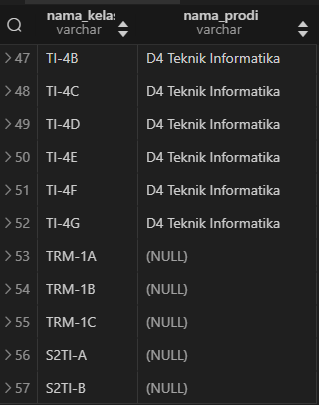 nama_kelas nama_prodi
varchar varchar
47 TI-4B D4 Teknik Informatika
48 TI-4C D4 Teknik Informatika
49 TI-4D D4 Teknik Informatika
50 TI-4E D4 Teknik Informatika
51 TI-4F D4 Teknik Informatika
52 TI-4G D4 Teknik Informatika
53 TRM-1A (NULL)
54 TRM-1B (NULL)
55 TRM-1C (NULL)
56 S2TI-A (NULL)
57 S2TI-B (NULL)